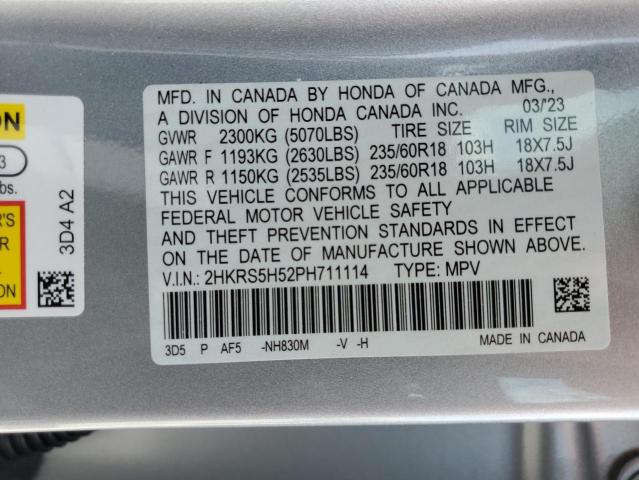 ON
3
bs.
R'S
R
3D4 A2
MFD. IN CANADA BY HONDA OF CANADA MFG.,
A DIVISION OF HONDA CANADA INC. 03/'23
GVWR 2300KG (5070LBS) TIRE SIZE RIM SIZE
GAWR F 1193KG (2630LBS) 235/60R18 103H 18X7.5J
GAWR R 1150KG (2535LBS) 235/60R18 103H 18X7.5J
THIS VEHICLE CONFORMS TO ALL APPLICABLE
FEDERAL MOTOR VEHICLE SAFETY
AND THEFT PREVENTION STANDARDS IN EFFECT
ON THE DATE OF MANUFACTURE SHOWN ABOVE.
V.I.N.: 2HKRS5H52PH711114 TYPE: MPV
3D5 P AF5 -NH830M -V -H MADE IN CANADA